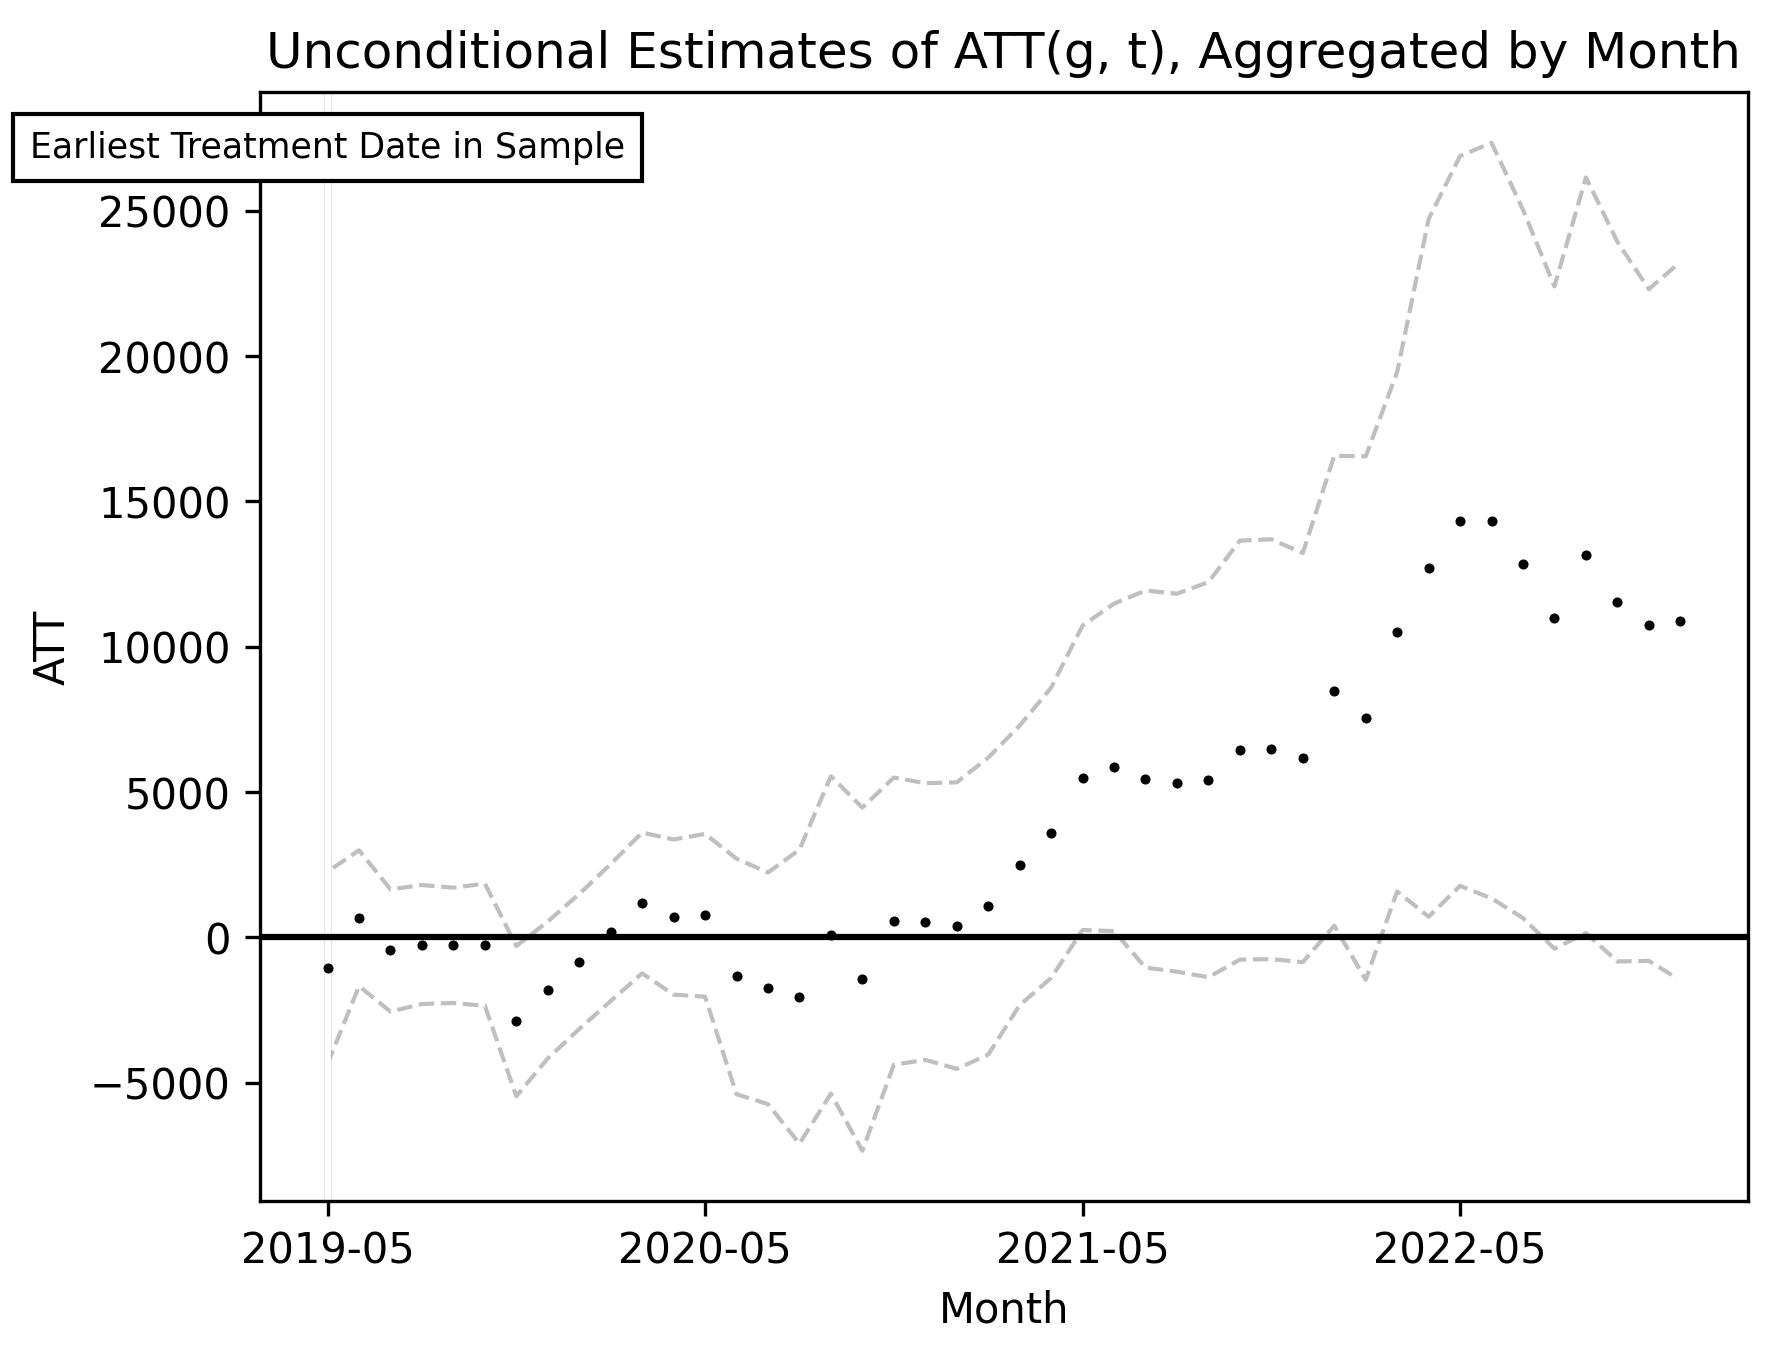 Unconditional Estimates of ATT(g, t), Aggregated by Month
Earliest Treatment Date in Sample
25000
20000
15000
10000
5000
0
−5000
ATT
2019-05 2020-05 2021-05 2022-05
Month